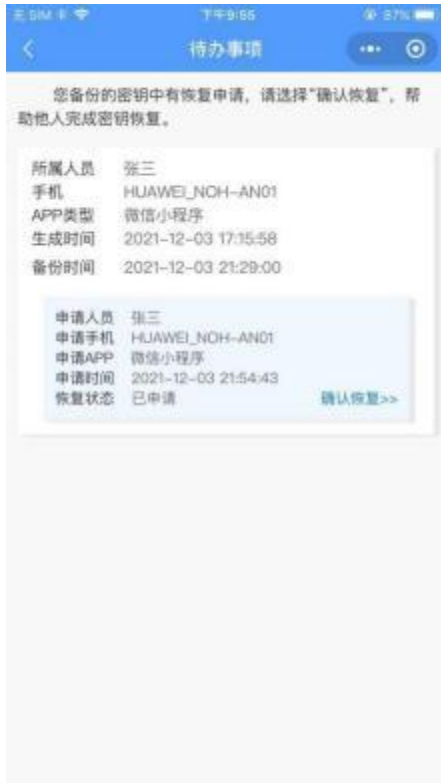 无SIM卡 下午9:55 87%
待办事项
您备份的密钥中有恢复申请，请选择“确认恢复”，帮
助他人完成密钥恢复。
所属人员 张三
手机 HUAWEI_NOH-AN01
APP类型 微信小程序
生成时间 2021-12-03 17:15:58
备份时间 2021-12-03 21:29:00
申请人员 张三
申请手机 HUAWEI_NOH-AN01
申请APP 微信小程序
申请时间 2021-12-03 21:54:43
恢复状态 已申请 确认恢复>>